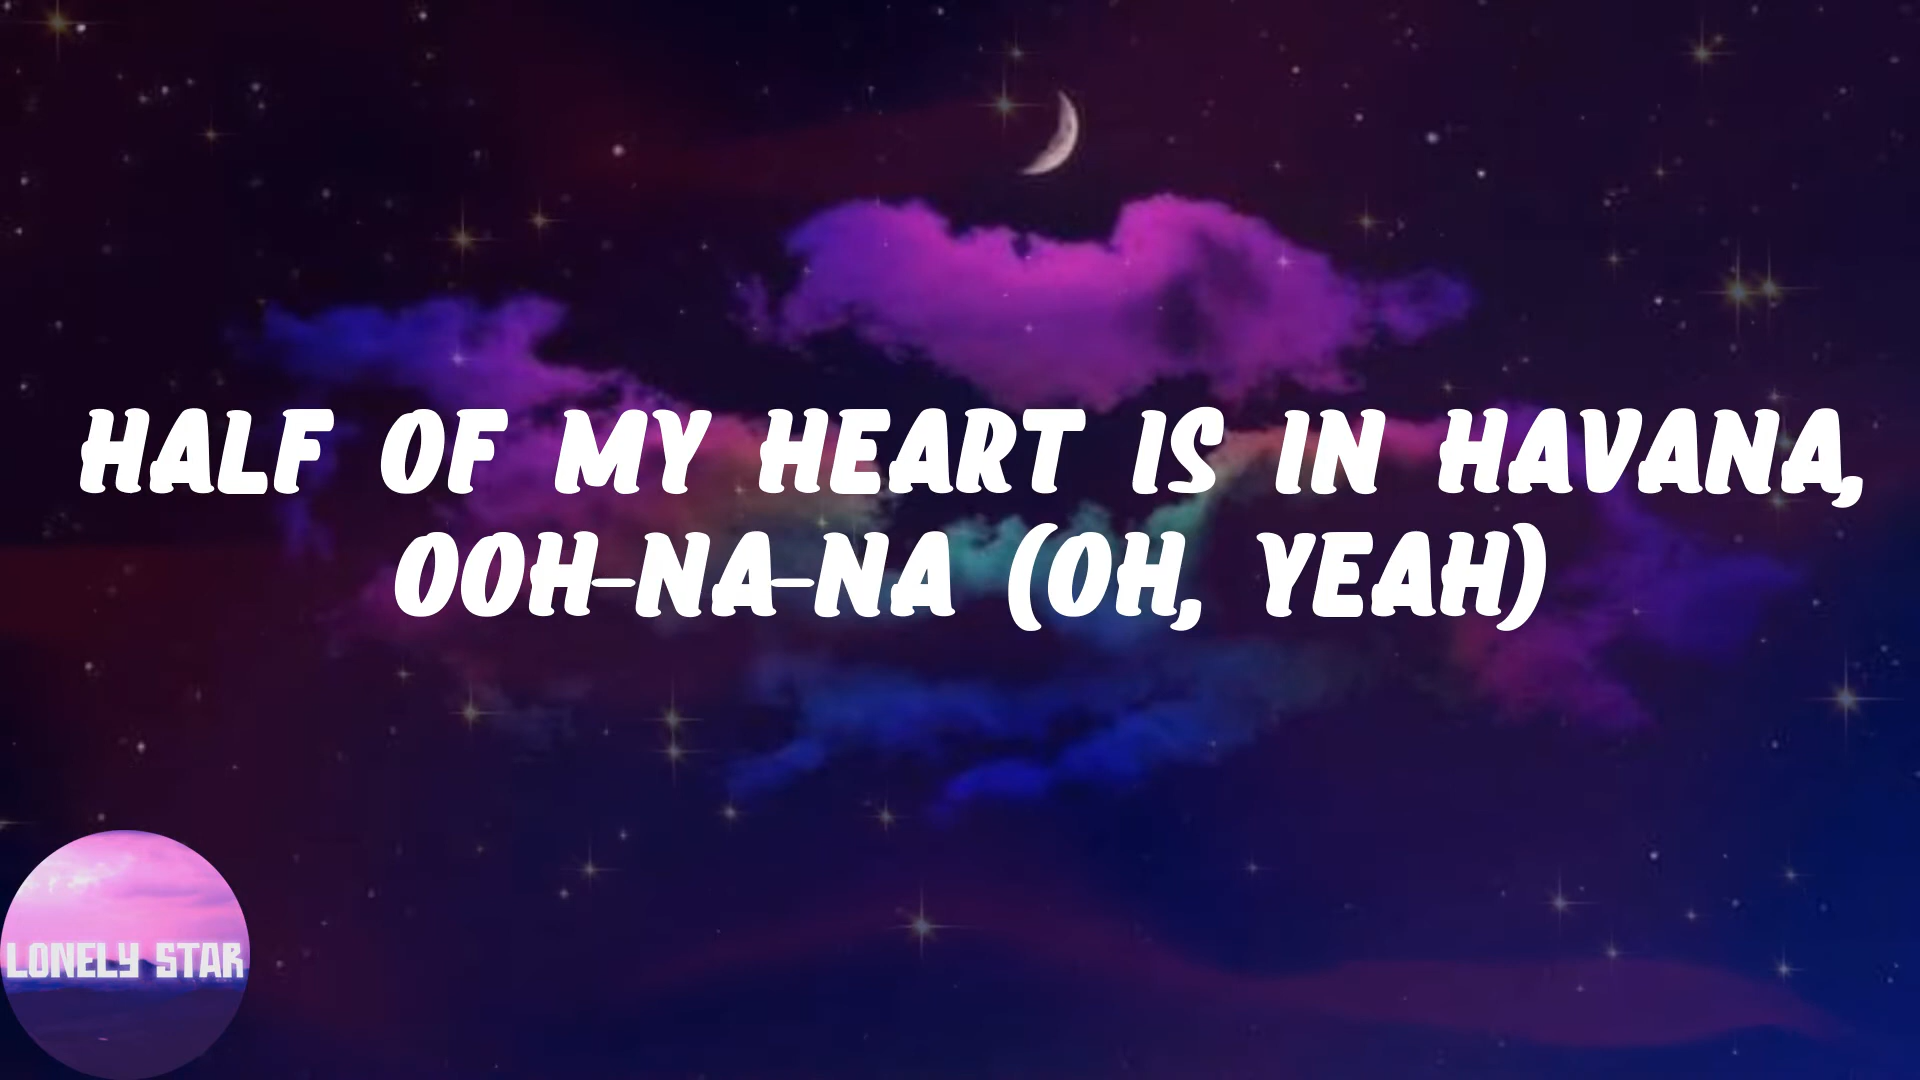 HALF OF MY HEART IS IN HAVANA,
OOH-NA-NA (OH, YEAH)
LONELY STAR